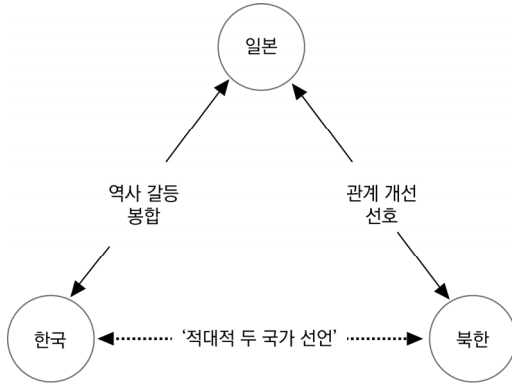 일본
역사 갈등
봉합
관계 개선
선호
한국
‘적대적 두 국가 선언’
북한